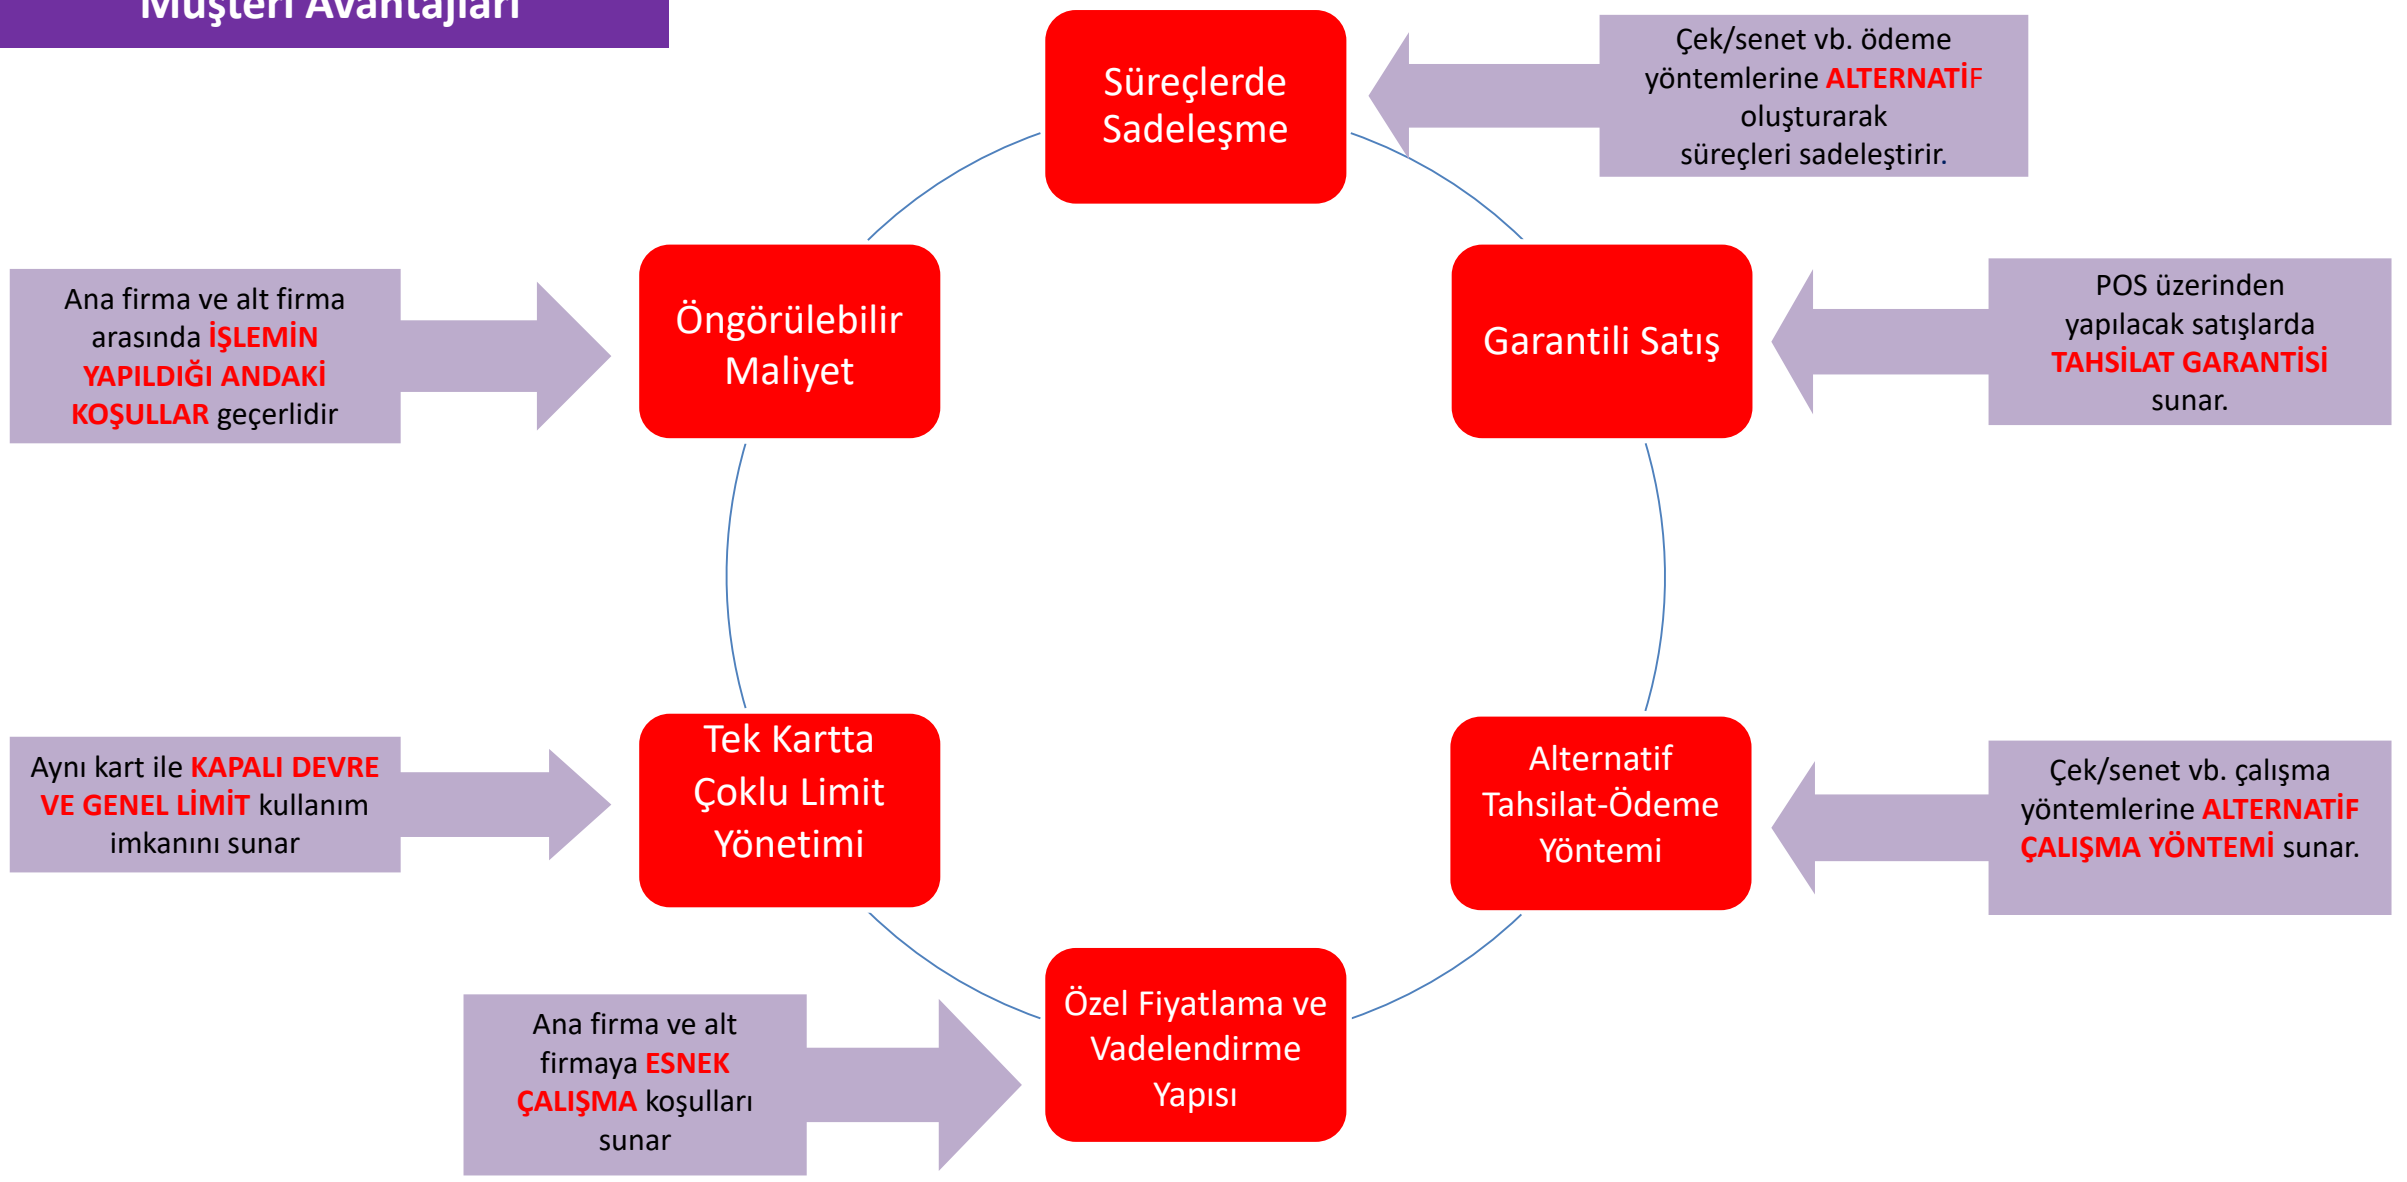 Müşteri Avantajları
Süreçlerde
Sadeleşme
Çek/senet vb. ödeme
yöntemlerine ALTERNATİF
oluşturarak
süreçleri sadeleştirir.
Ana firma ve alt firma
arasında İŞLEMİN
YAPILDIĞI ANDAKİ
KOŞULLAR geçerlidir
Öngörülebilir
Maliyet
Garantili Satış
POS üzerinden
yapılacak satışlarda
TAHSİLAT GARANTİSİ
sunar.
Aynı kart ile KAPALI DEVRE
VE GENEL LİMİT kullanım
imkanını sunar
Tek Kartta
Çoklu Limit
Yönetimi
Alternatif
Tahsilat-Ödeme
Yöntemi
Çek/senet vb. çalışma
yöntemlerine ALTERNATİF
ÇALIŞMA YÖNTEMİ sunar.
Ana firma ve alt
firmaya ESNEK
ÇALIŞMA koşulları
sunar
Özel Fiyatlama ve
Vadelendirme
Yapısı